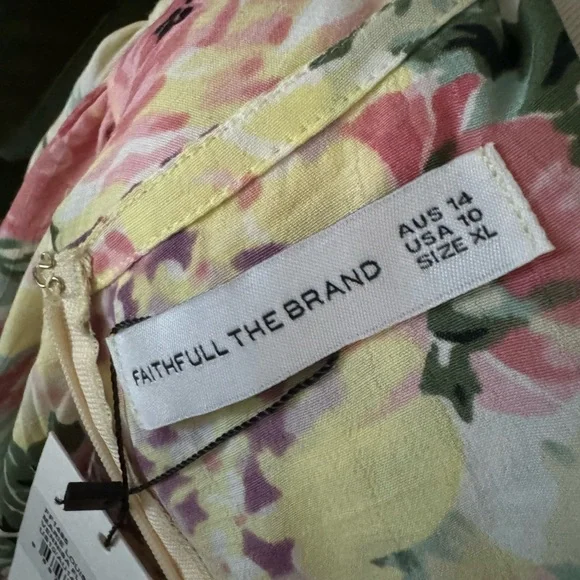 FAITHFULL THE BRAND
AUS 14
USA 10
SIZE XL